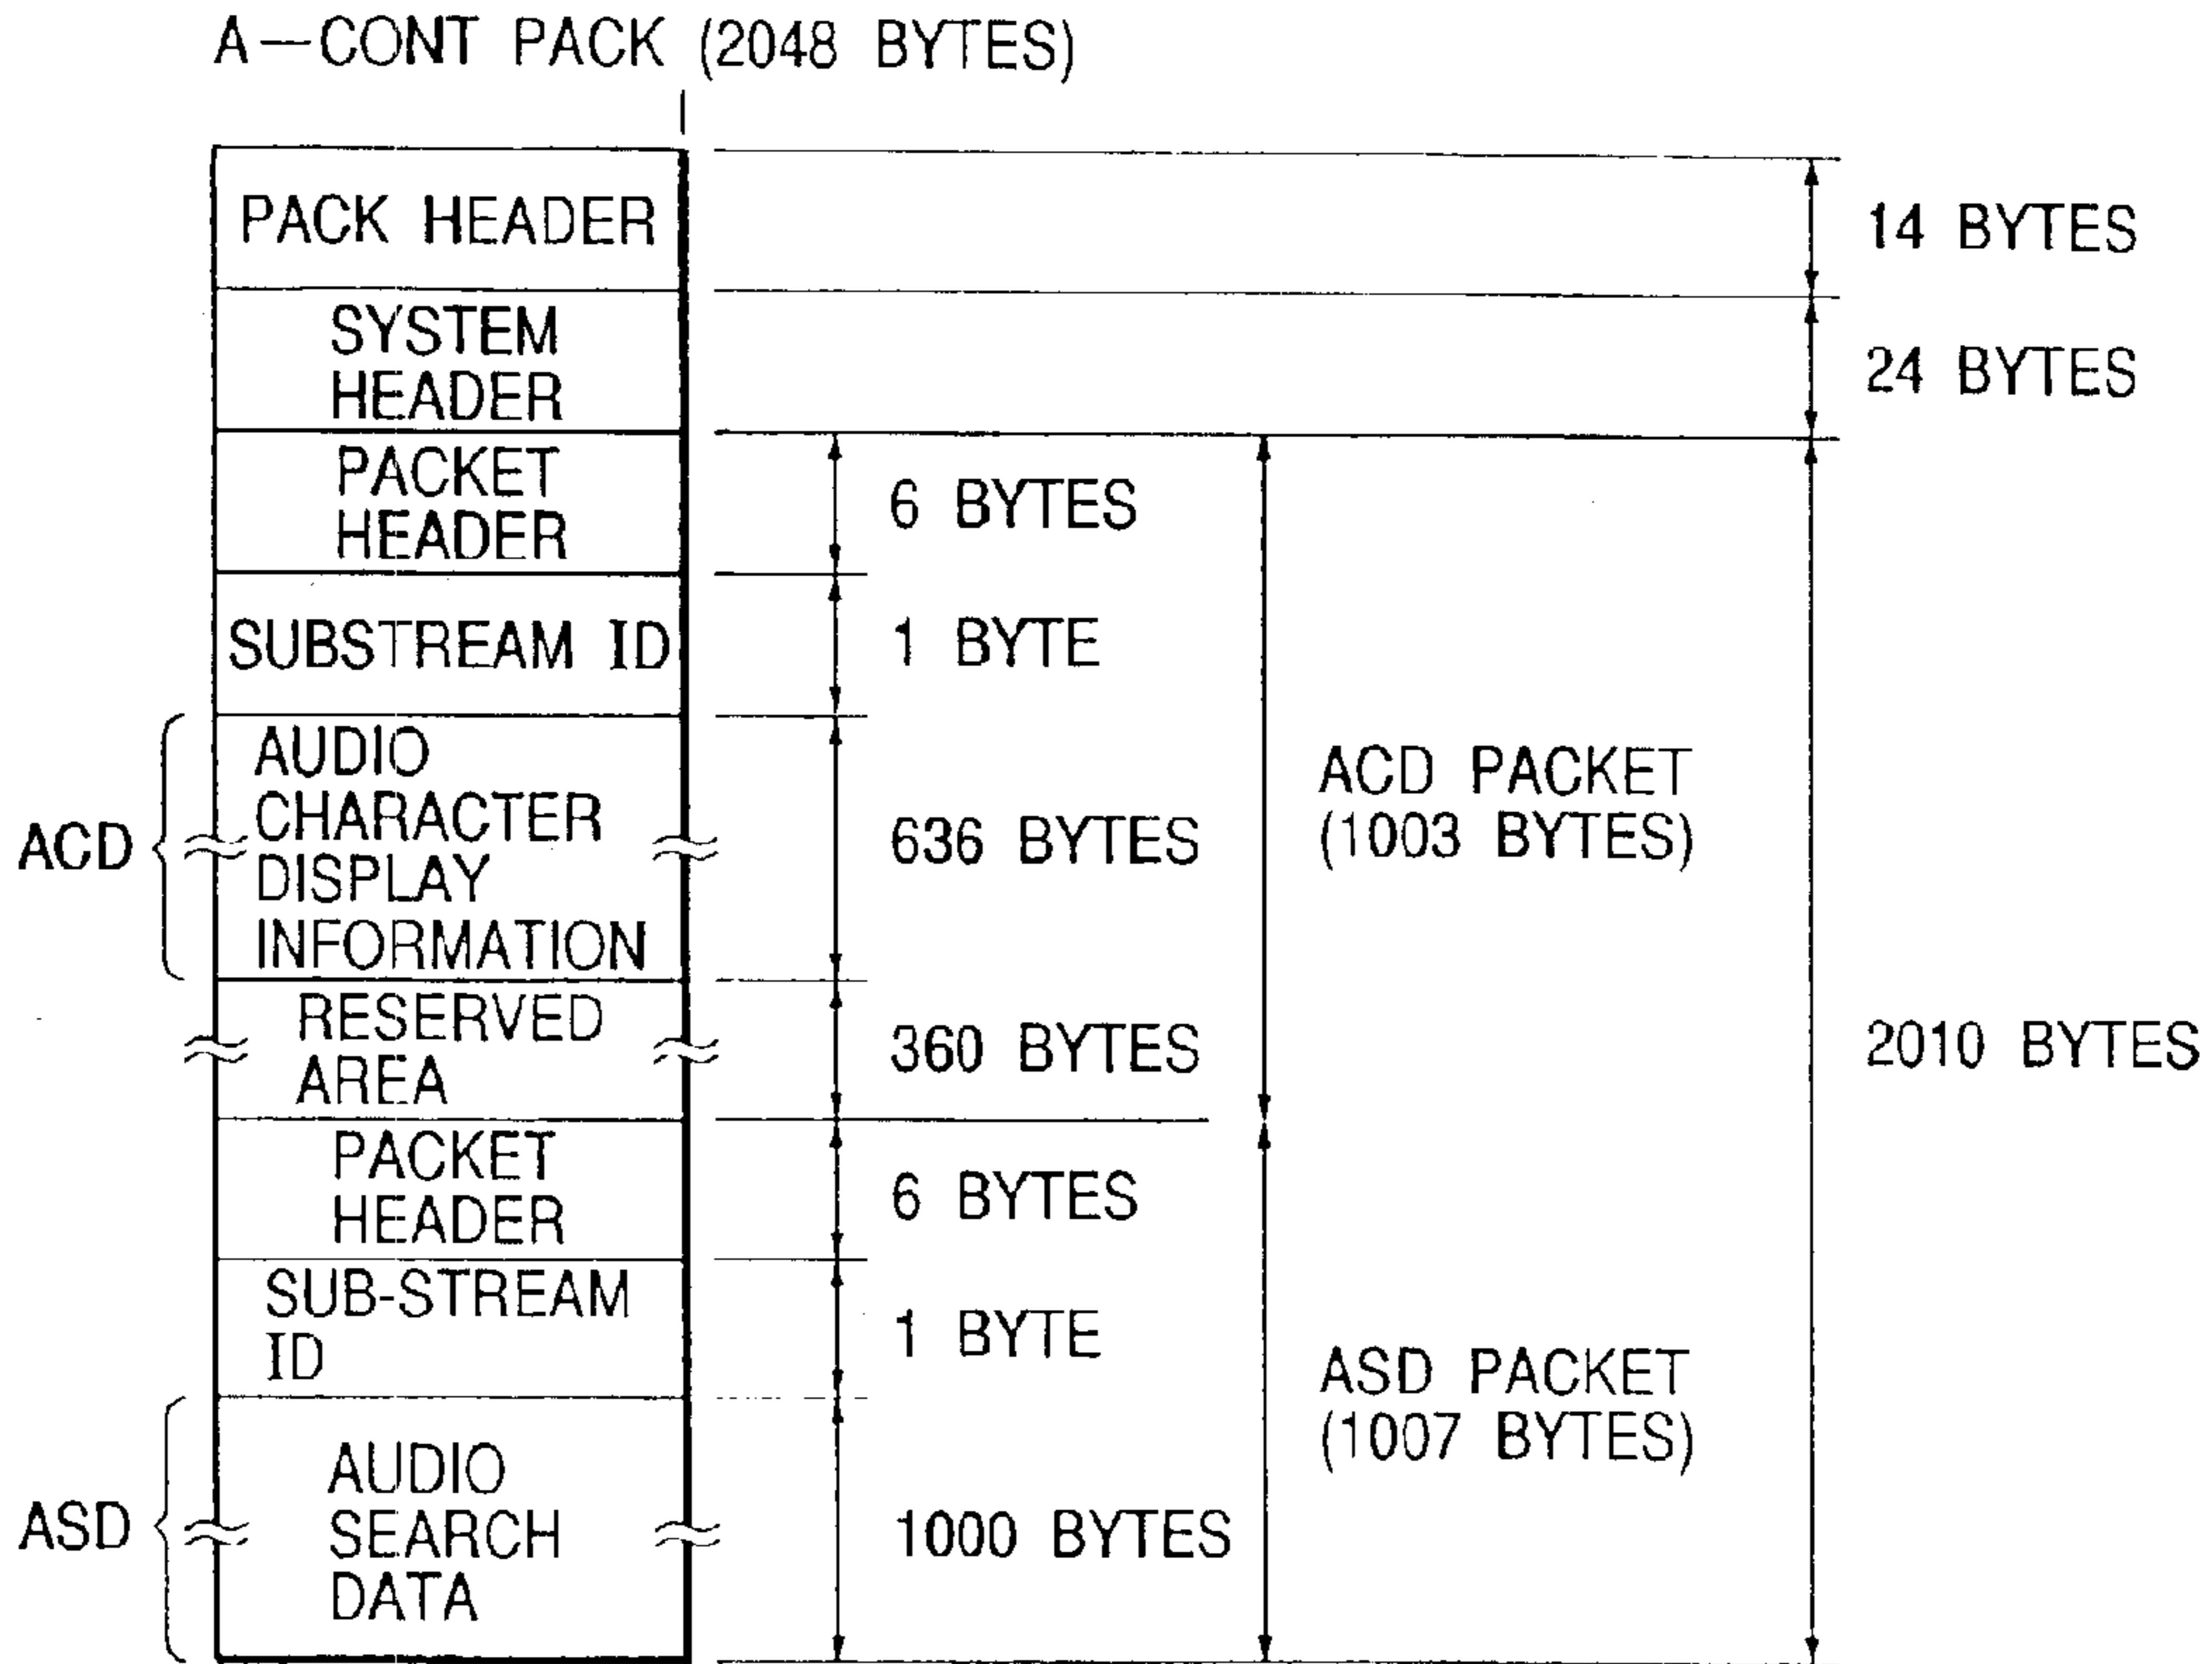 A—CONT PACK (2048 BYTES)
PACK HEADER
14 BYTES
SYSTEM
HEADER
24 BYTES
PACKET
HEADER
6 BYTES
SUBSTREAM ID
1 BYTE
ACD
AUDIO
CHARACTER
DISPLAY
INFORMATION
636 BYTES
ACD PACKET
(1003 BYTES)
RESERVED
AREA
360 BYTES
2010 BYTES
PACKET
HEADER
6 BYTES
SUB-STREAM
ID
1 BYTE
ASD PACKET
(1007 BYTES)
ASD
AUDIO
SEARCH
DATA
1000 BYTES